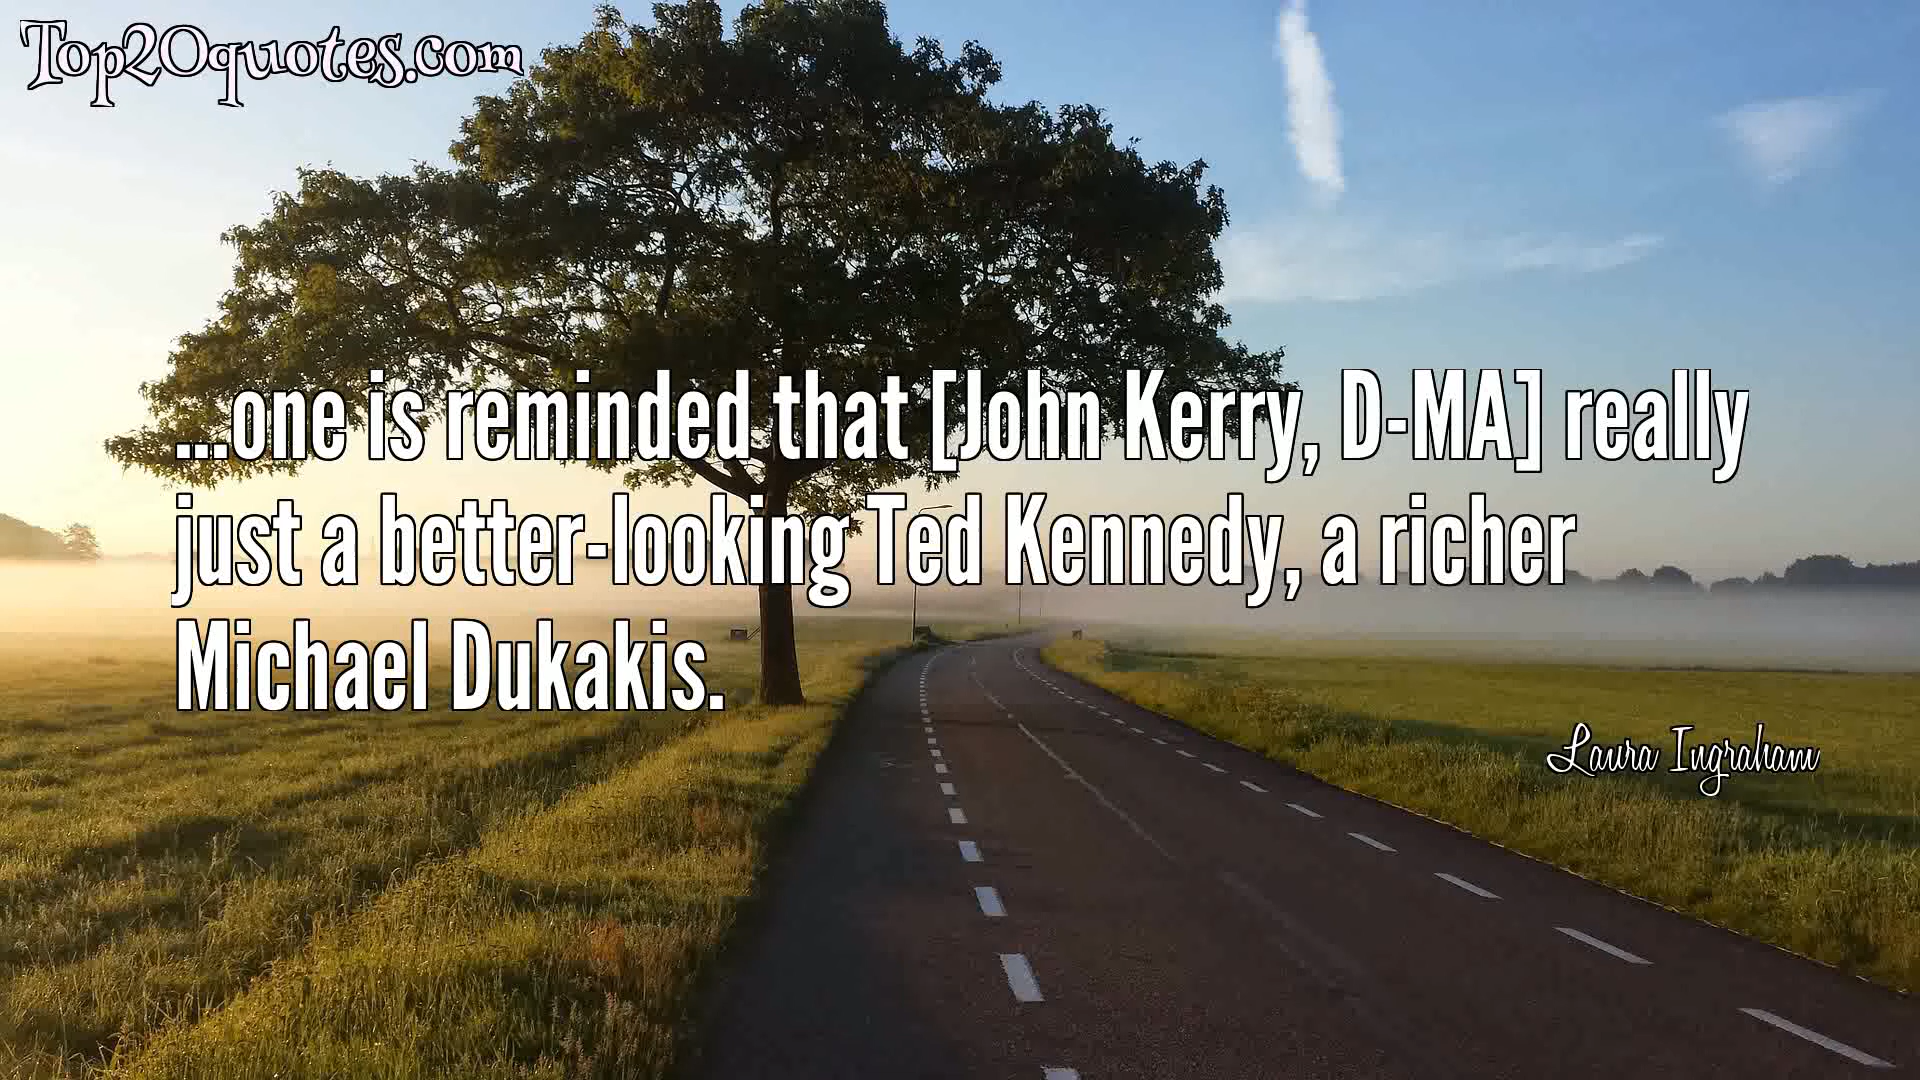 Top20quotes.com
...one is reminded that [John Kerry, D-MA] really
just a better-looking Ted Kennedy, a richer
Michael Dukakis.
Laura Ingraham